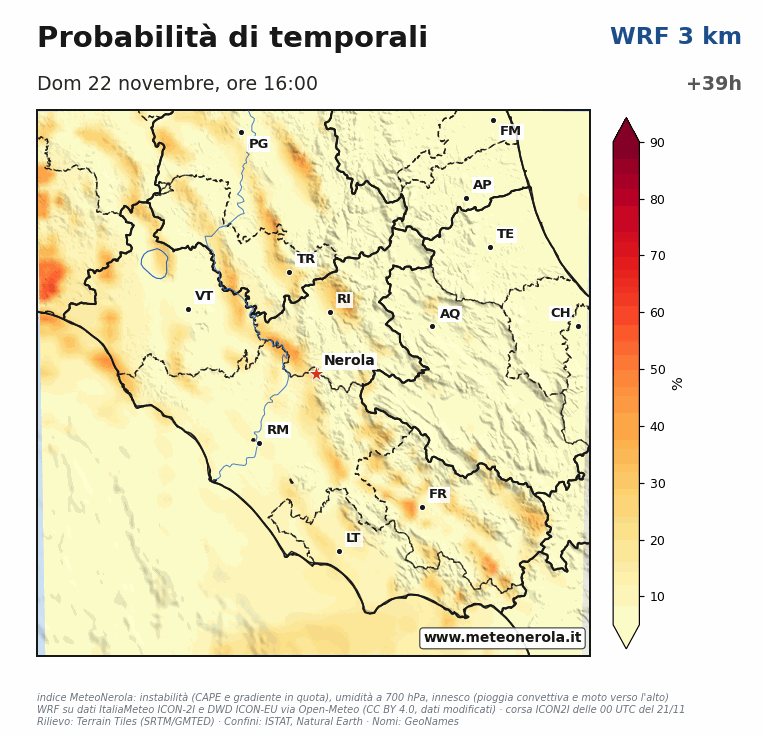 Probabilità di temporali
WRF 3 km
Dom 22 novembre, ore 16:00
+39h
FM
PG
AP
TE
TR
VT
RI
AQ
CH
Nerola
RM
FR
LT
www.meteonerola.it
90
80
70
60
50
40
30
20
10
%
indice MeteoNerola: instabilità (CAPE e gradiente in quota), umidità a 700 hPa, innesco (pioggia convettiva e moto verso l'alto)
WRF su dati ItaliaMeteo ICON-2I e DWD ICON-EU via Open-Meteo (CC BY 4.0, dati modificati) · corsa ICON2I delle 00 UTC del 21/11
Rilievo: Terrain Tiles (SRTM/GMTED) · Confini: ISTAT, Natural Earth · Nomi: GeoNames